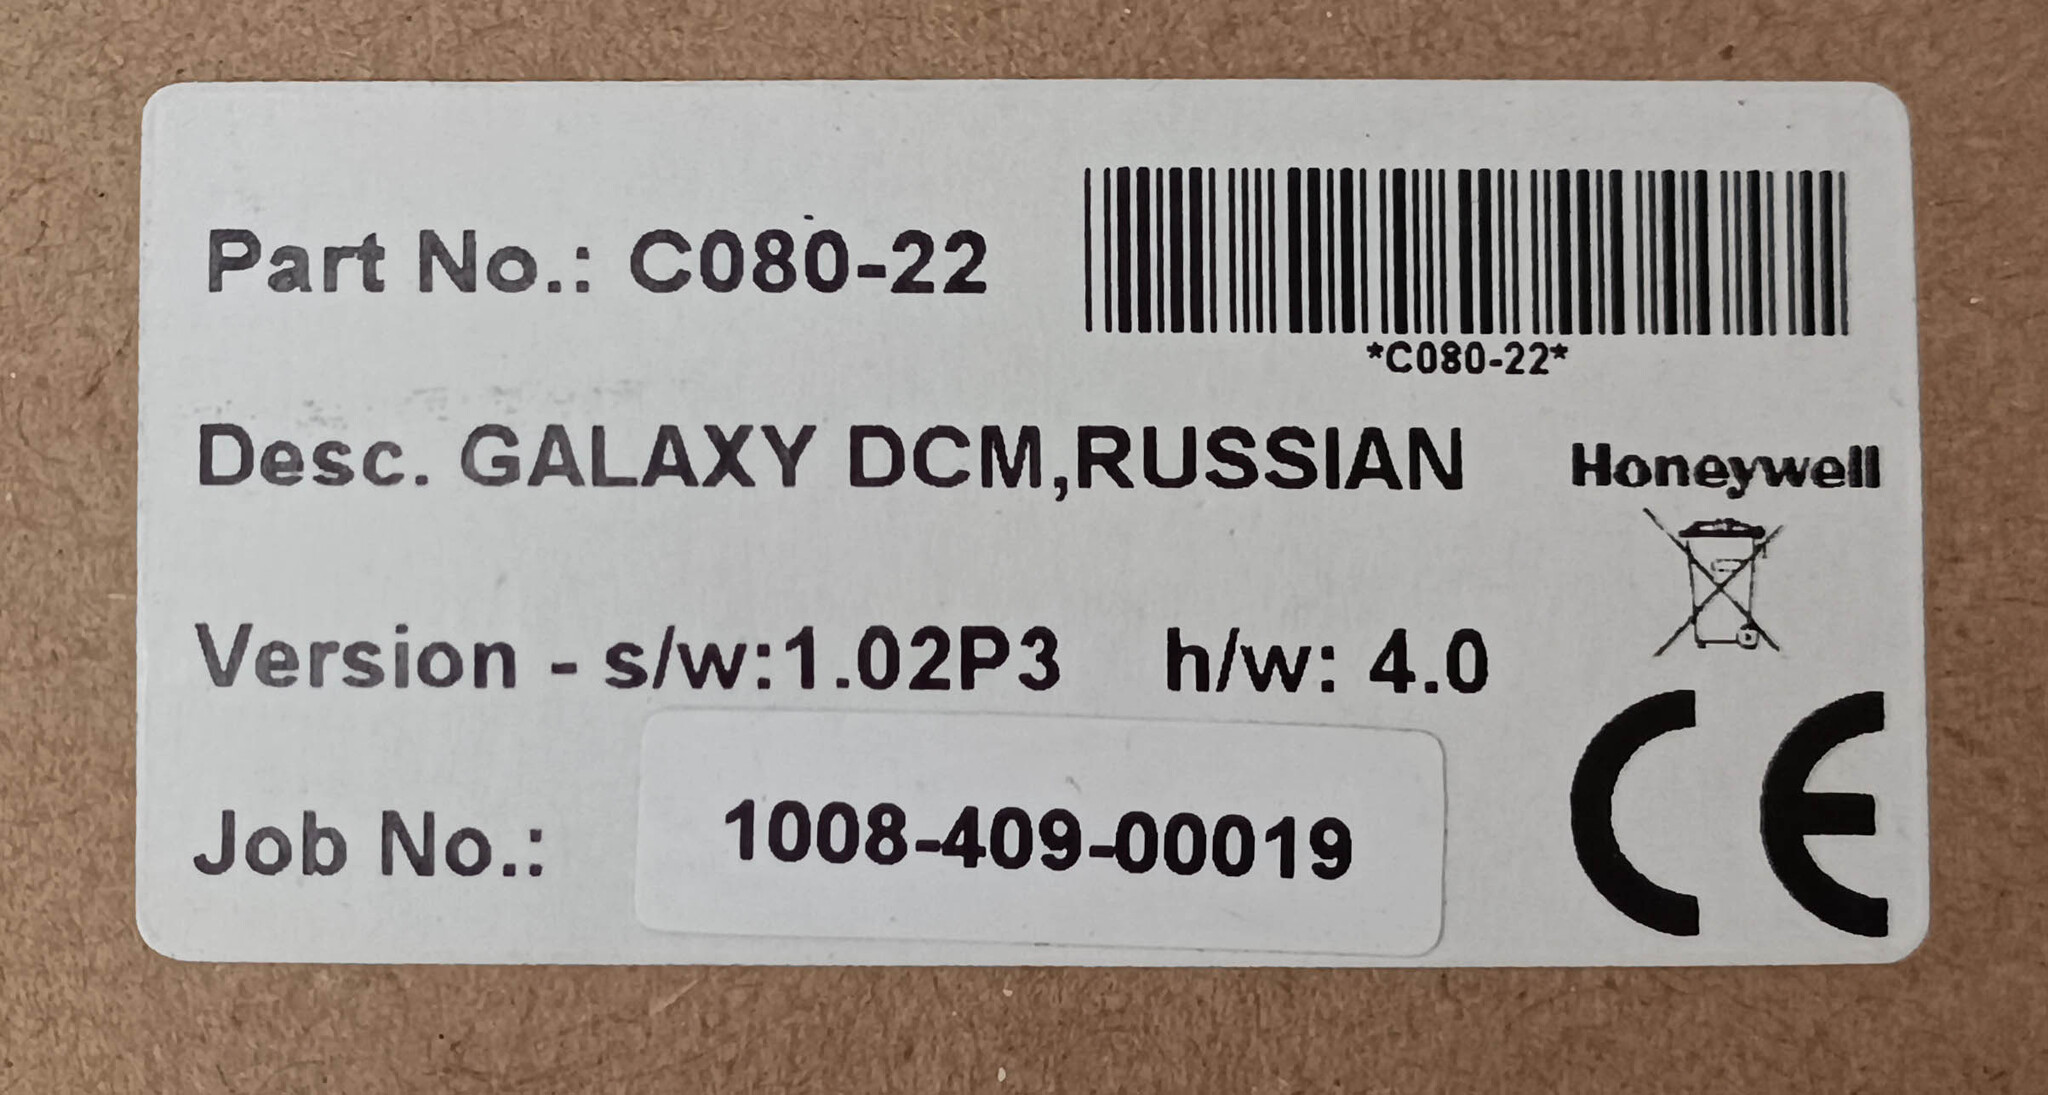 Part No.: C080-22
*C080-22*
Desc. GALAXY DCM,RUSSIAN
Honeywell
Version - s/w:1.02P3 h/w: 4.0
Job No.: 1008-409-00019
CE